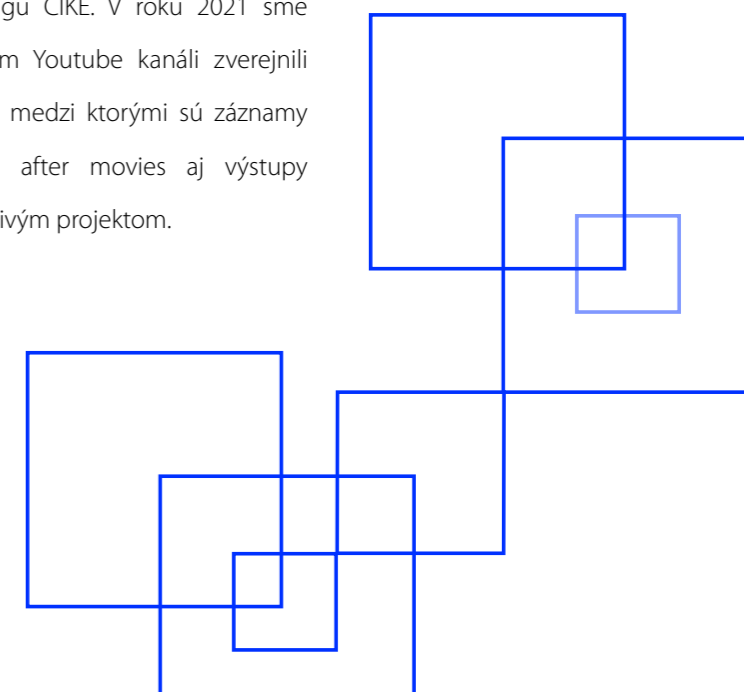 gu CIKE. V roku 2021 sme
m Youtube kanáli zverejnili
medzi ktorými sú záznamy
after movies aj výstupy
ivým projektom.